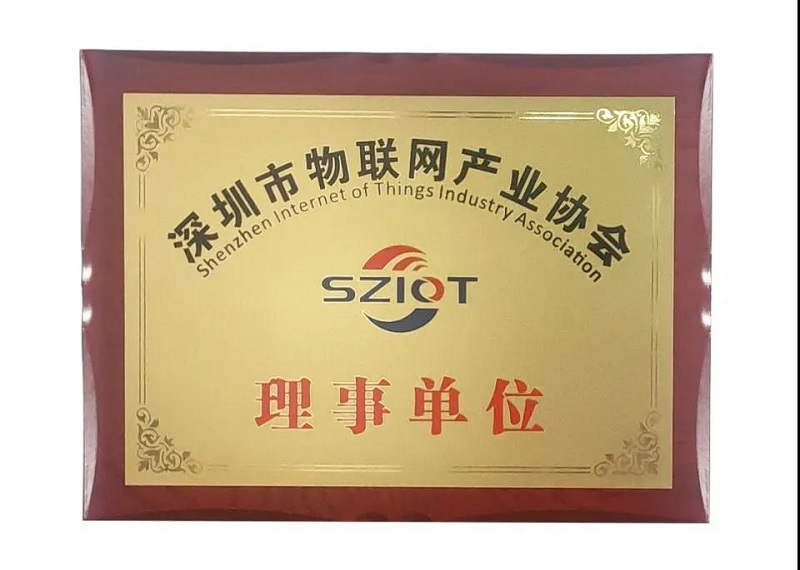 深圳市物联网产业协会
Shenzhen Internet of Things Industry Association
SZIOT
理事单位